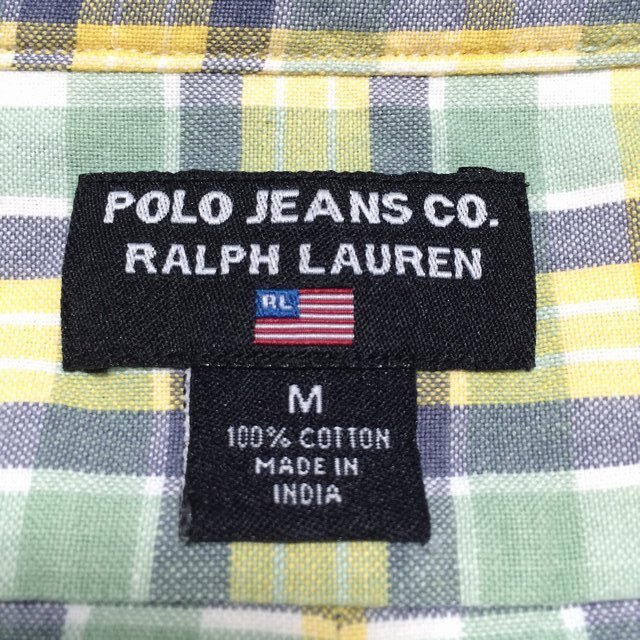 POLO JEANS CO.
RALPH LAUREN
RL
M
100% COTTON
MADE IN
INDIA